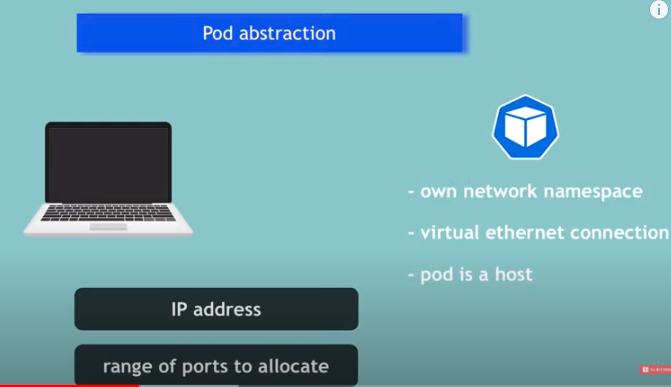 Pod abstraction
- own network namespace
- virtual ethernet connection
- pod is a host
IP address
range of ports to allocate